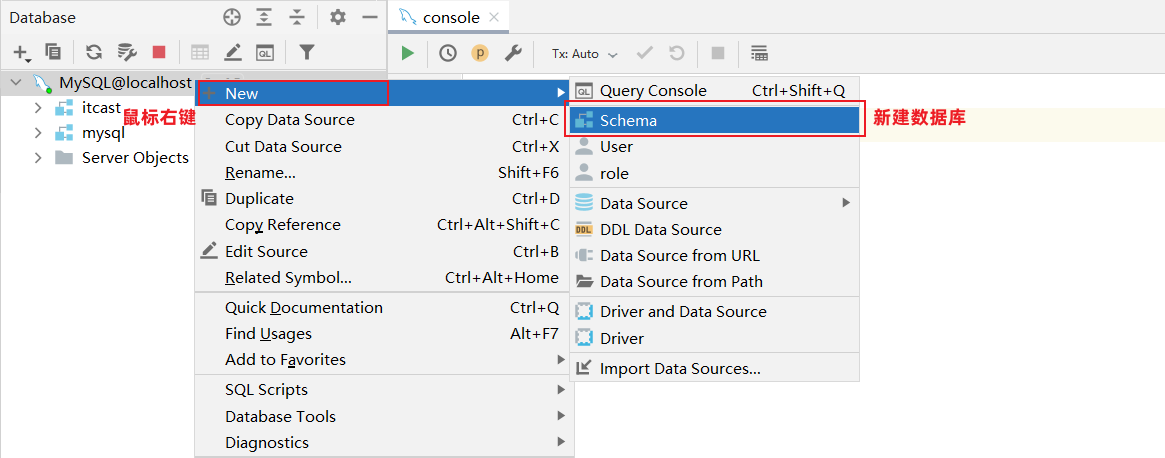 Database
console
Tx: Auto
MySQL@localhost
itcast
mysql
Server Objects
鼠标右键
New
Copy Data Source Ctrl+C
Cut Data Source Ctrl+X
Rename... Shift+F6
Duplicate Ctrl+D
Copy Reference Ctrl+Alt+Shift+C
Edit Source Ctrl+B
Related Symbol... Ctrl+Alt+Home
Quick Documentation Ctrl+Q
Find Usages Alt+F7
Add to Favorites
SQL Scripts
Database Tools
Diagnostics
QL Query Console Ctrl+Shift+Q
Schema
新建数据库
User
role
Data Source
DDL DDL Data Source
Data Source from URL
Data Source from Path
Driver and Data Source
Driver
Import Data Sources...
QL
p